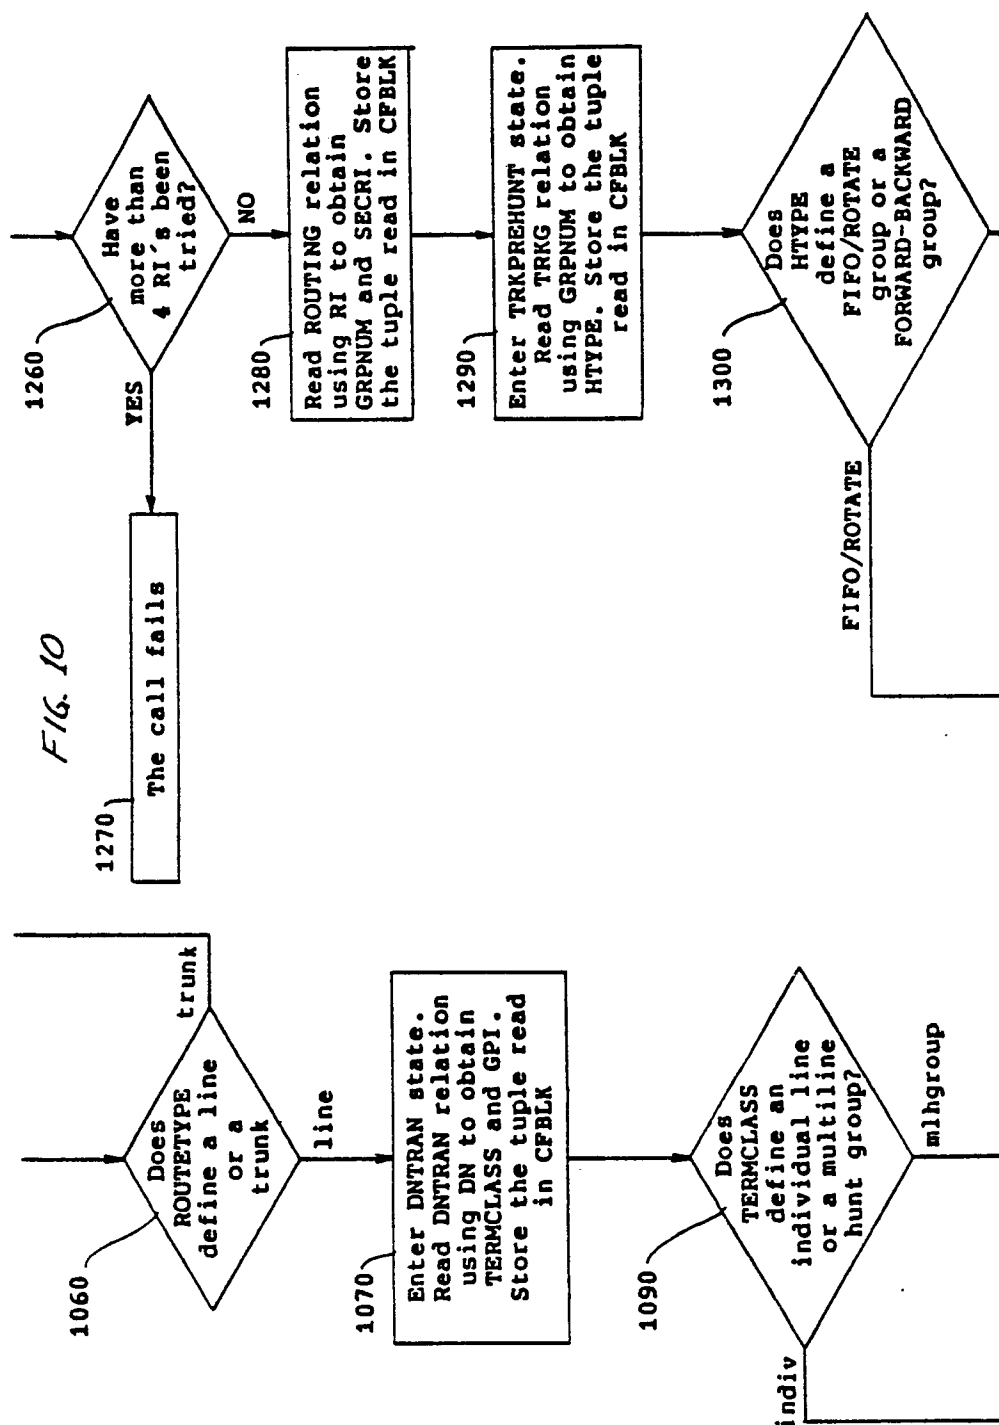 FIG. 10
1060
Does
ROUTETYPE
define a line
or a
trunk
trunk
line
1070
Enter DNTRAN state.
Read DNTRAN relation
using DN to obtain
TERMCLASS and GPI.
Store the tuple read
in CFBLK
1090
Does
TERMCLASS
define an
individual line
or a multiline
hunt group?
indiv
mlhgroup
1260
Have
more than
4 RI's been
tried?
YES
NO
1270
The call fails
1280
Read ROUTING relation
using RI to obtain
GRPNUM and SECRI. Store
the tuple read in CFBLK
1290
Enter TRKPREHUNT state.
Read TRKG relation
using GRPNUM to obtain
HTYPE. Store the tuple
read in CFBLK
1300
Does
HTYPE
define a
FIFO/ROTATE
group or a
FORWARD-BACKWARD
group?
FIFO/ROTATE